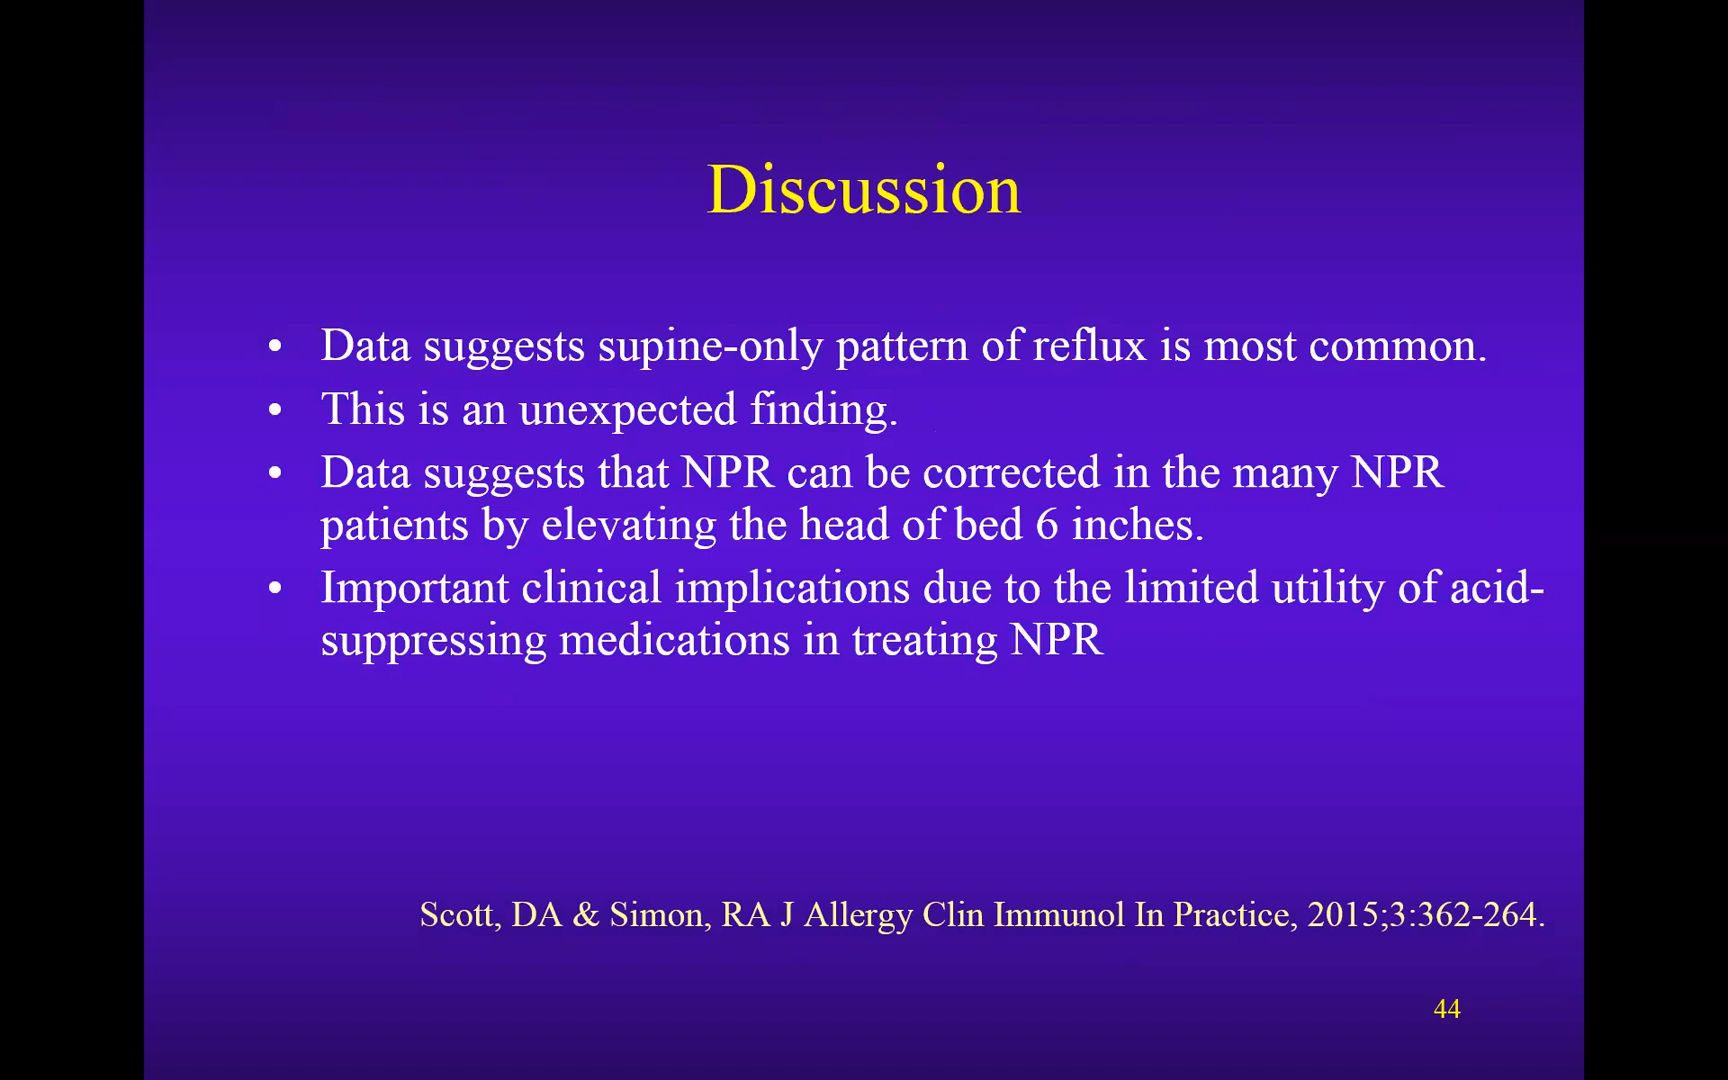 Discussion
• Data suggests supine-only pattern of reflux is most common.
• This is an unexpected finding.
• Data suggests that NPR can be corrected in the many NPR
patients by elevating the head of bed 6 inches.
• Important clinical implications due to the limited utility of acid-
suppressing medications in treating NPR
Scott, DA & Simon, RA J Allergy Clin Immunol In Practice, 2015;3:362-264.
44